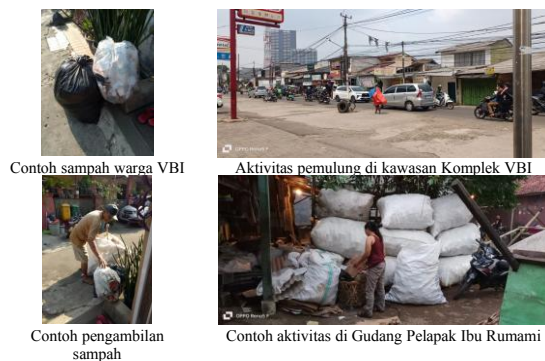 Contoh sampah warga VBI
Aktivitas pemulung di kawasan Komplek VBI
Contoh pengambilan
sampah
Contoh aktivitas di Gudang Pelapak Ibu Rumami